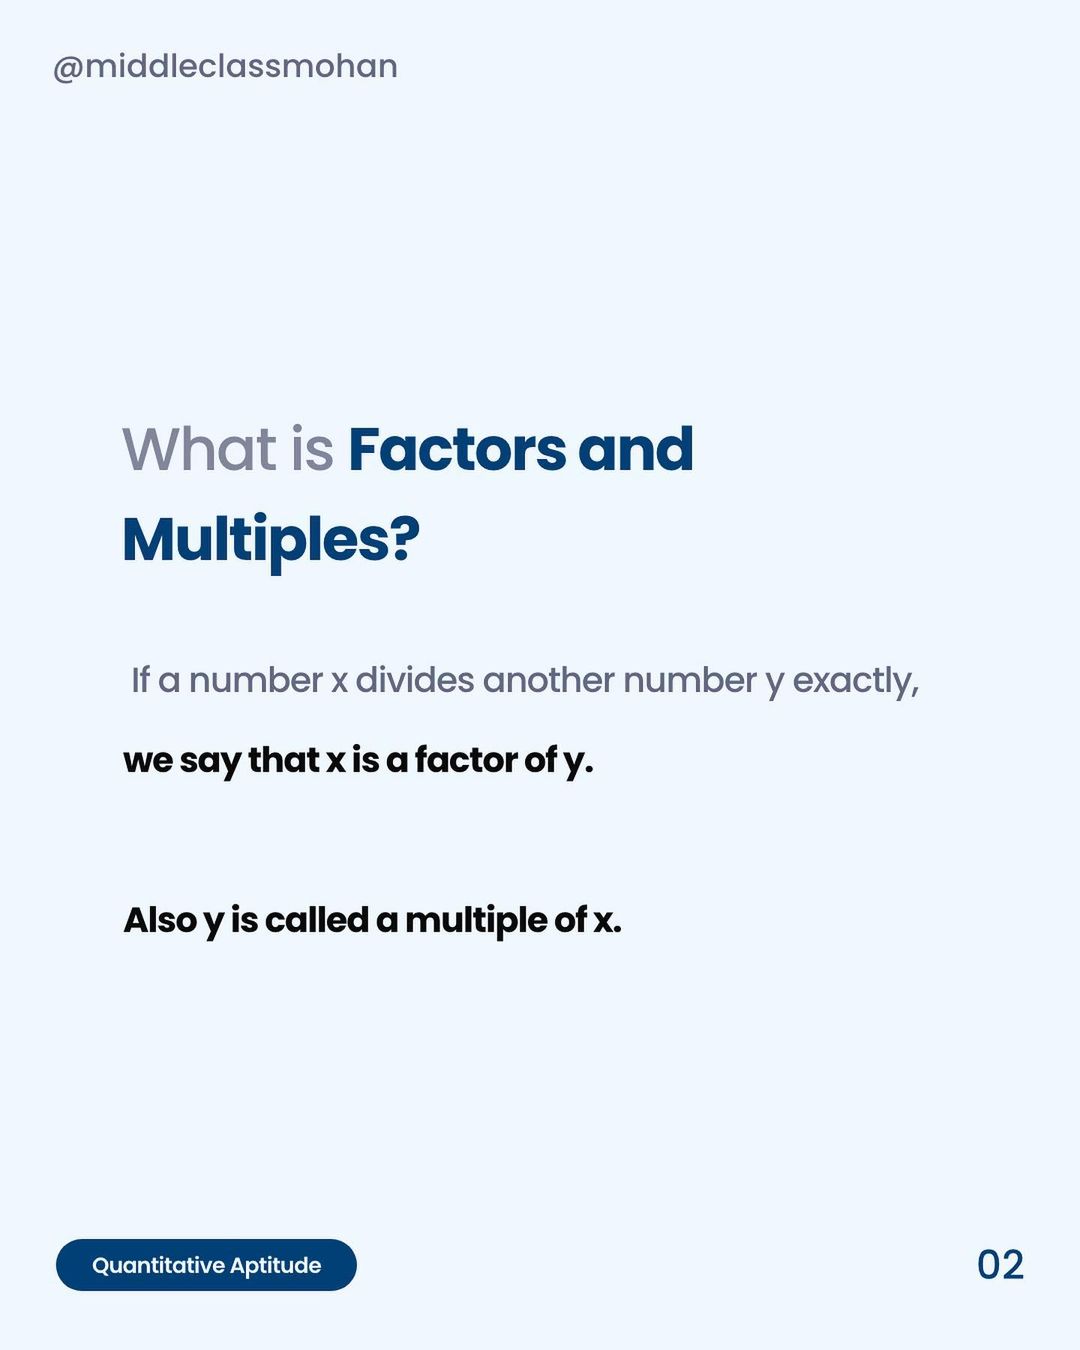 @middleclassmohan
What is Factors and
Multiples?
If a number x divides another number y exactly,
we say that x is a factor of y.
Also y is called a multiple of x.
Quantitative Aptitude
02